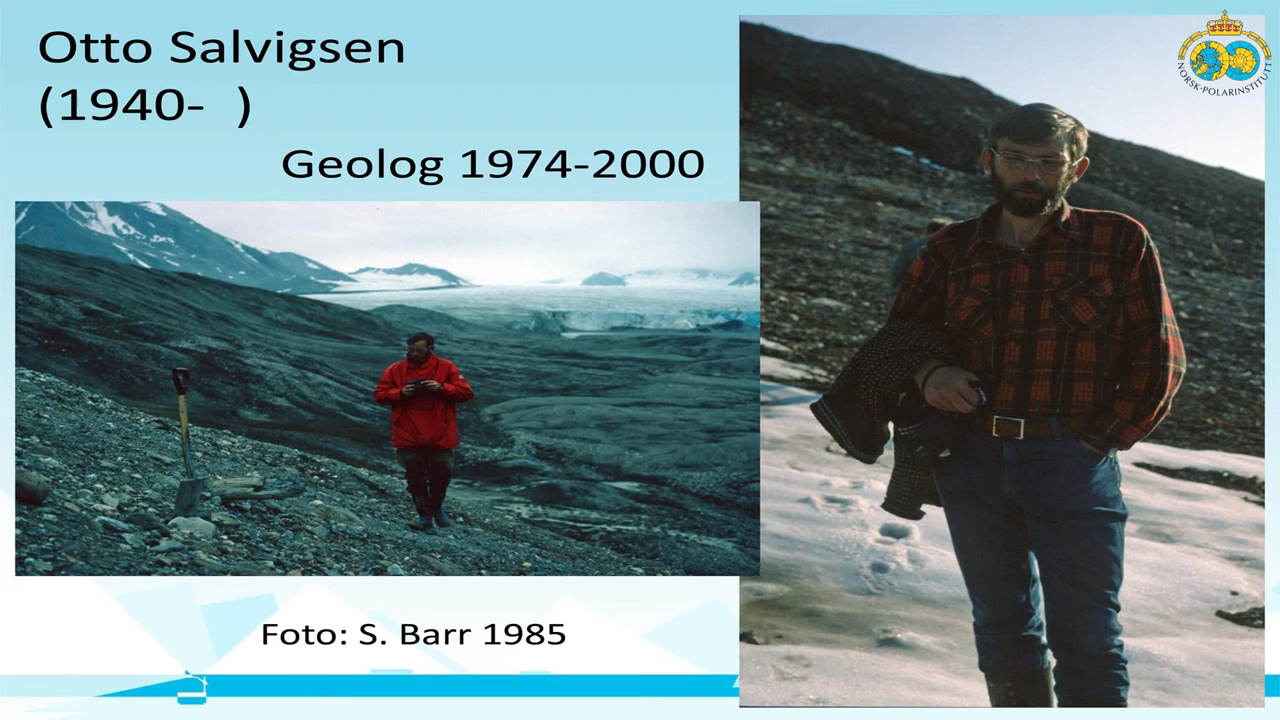 Otto Salvigsen
(1940-  )
Geolog 1974-2000
NORSK-POLARINSTITUTT
Foto: S. Barr 1985